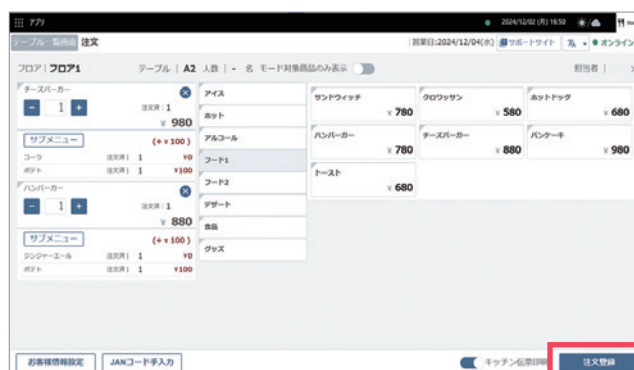 アプリ
2024/12/02 (月) 16:50
テーブル一覧画面 注文
営業日:2024/12/04(水) サポートサイト オンライン
フロア | フロア1 テーブル | A2 人数 | - 名 モード対象商品のみ表示 担当者 |
チーズバーガー
- 1 +
注文済 | 1
¥ 980
サブメニュー (+ ¥ 100 )
コーラ 注文済 | 1 ¥0
ポテト 注文済 | 1 ¥100
ハンバーガー
- 1 +
注文済 | 1
¥ 880
サブメニュー (+ ¥ 100 )
ジンジャーエール 注文済 | 1 ¥0
ポテト 注文済 | 1 ¥100
アイス
ホット
アルコール
フード1
フード2
デザート
食品
グッズ
サンドウィッチ ¥ 780
クロワッサン ¥ 580
ホットドッグ ¥ 680
ハンバーガー ¥ 780
チーズバーガー ¥ 880
パンケーキ ¥ 980
トースト ¥ 680
お客様情報設定 JANコード手入力 キッチン伝票印刷 注文登録